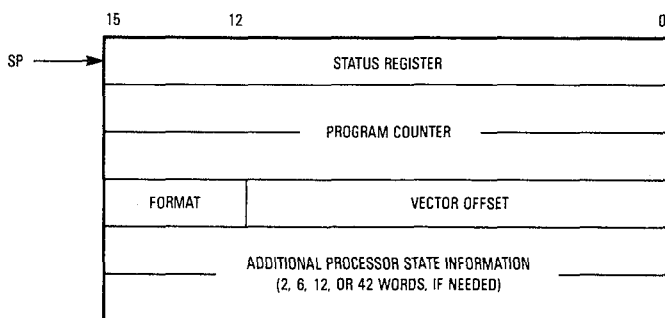 15 12 0
SP STATUS REGISTER
PROGRAM COUNTER
FORMAT VECTOR OFFSET
ADDITIONAL PROCESSOR STATE INFORMATION
(2, 6, 12, OR 42 WORDS, IF NEEDED)